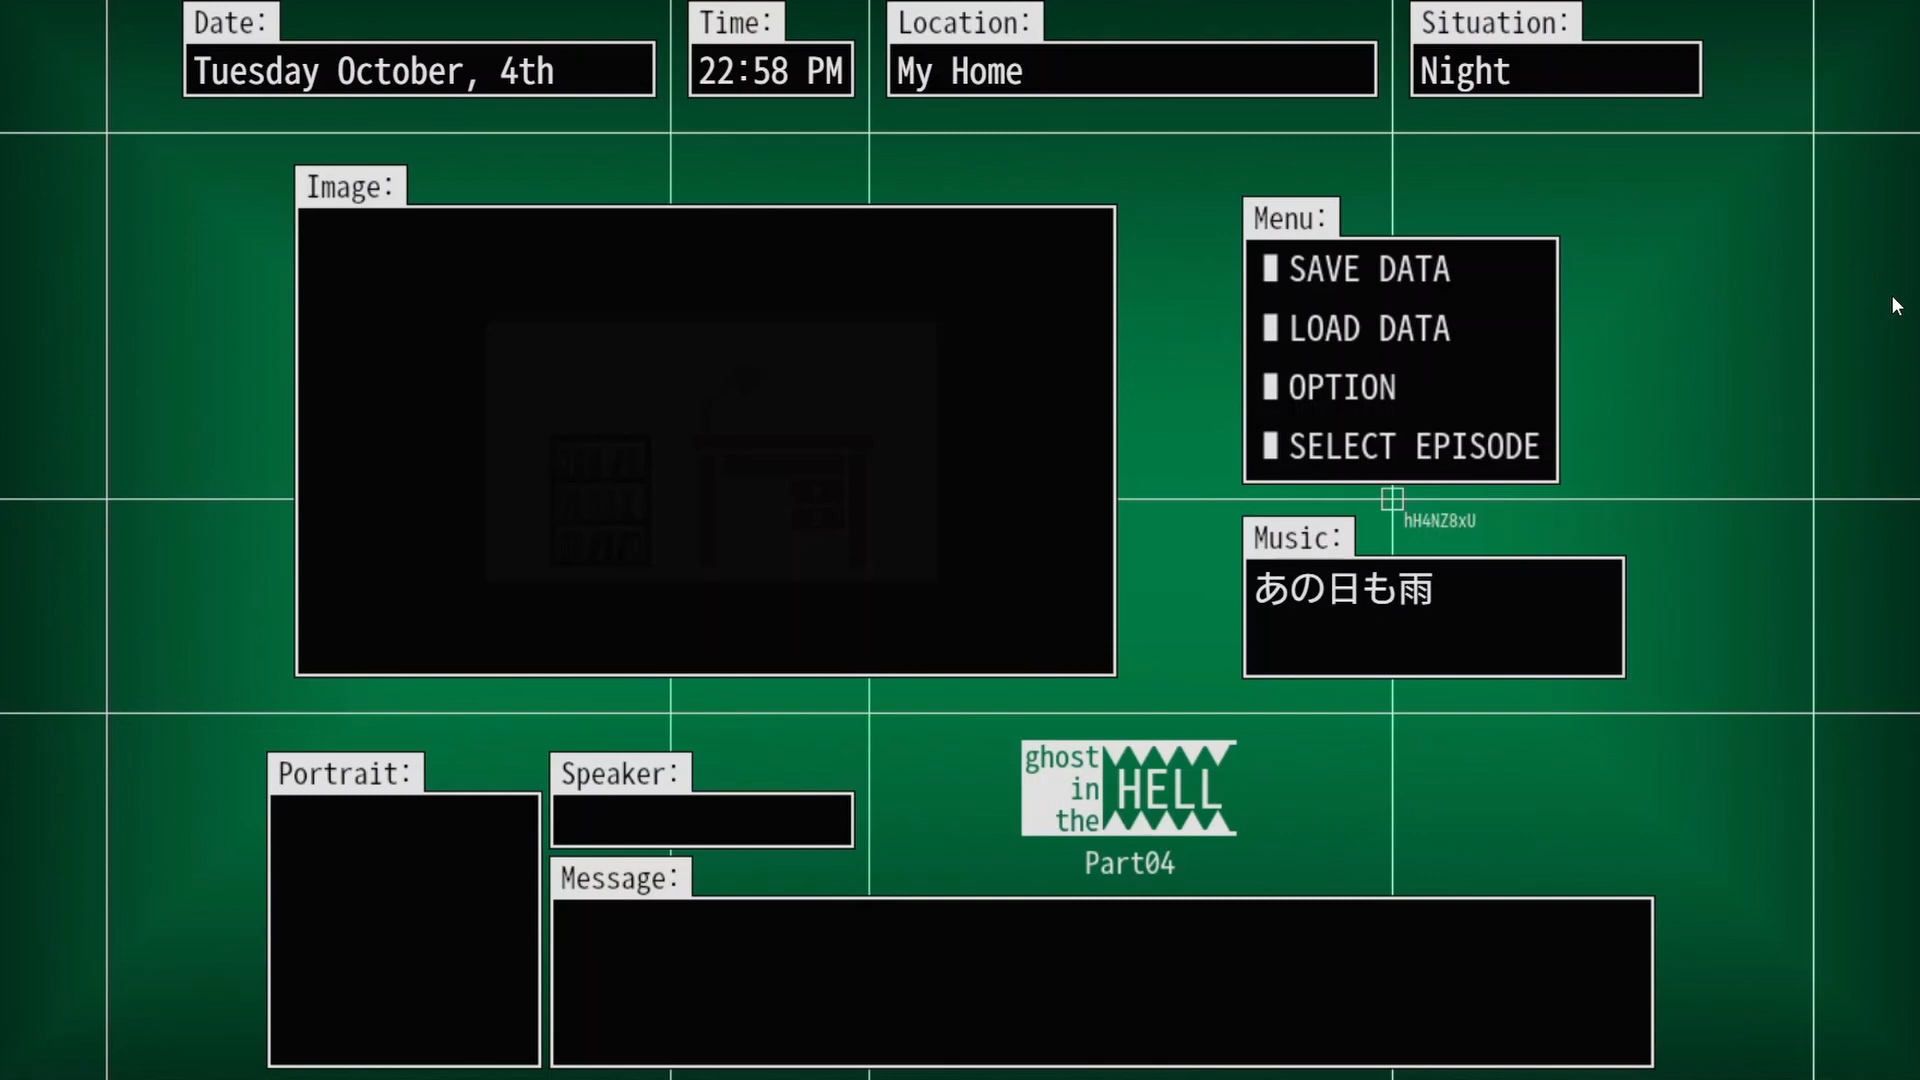 Date:
Tuesday October, 4th
Time:
22:58 PM
Location:
My Home
Situation:
Night
Image:
Menu:
SAVE DATA
LOAD DATA
OPTION
SELECT EPISODE
hH4NZ8xU
Music:
あの日も雨
Portrait:
Speaker:
Message:
ghost
in
the
HELL
Part04